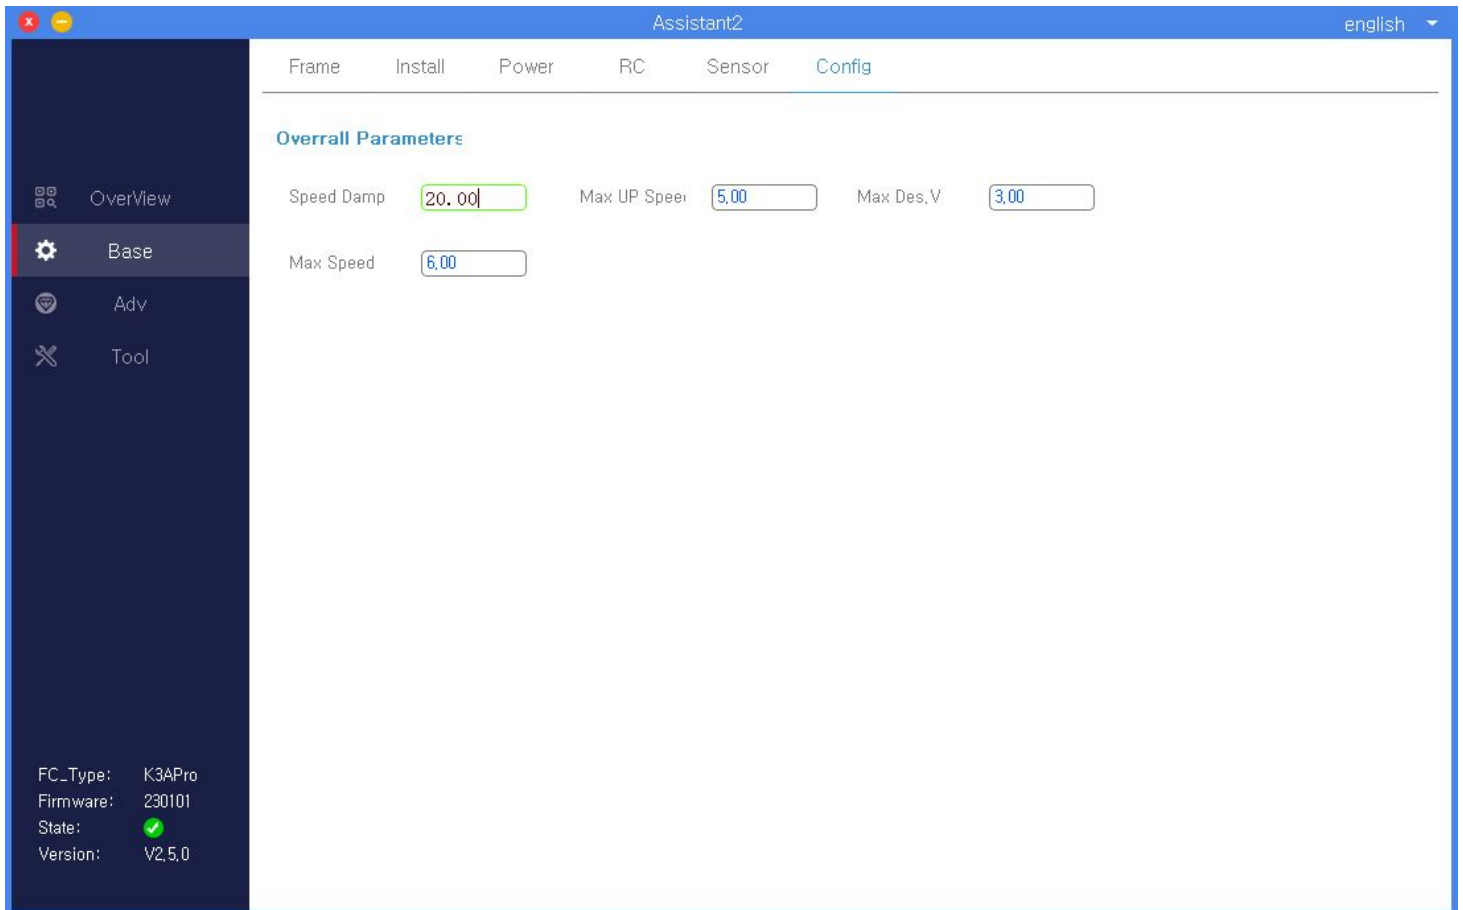 x
Assistant2
english
Frame Install Power RC Sensor Config
Overrall Parameters
Speed Damp 20.00 Max UP Speed 5,00 Max Des,V 3,00
Max Speed 6,00
OverView
Base
Adv
Tool
FC_Type: K3APro
Firmware: 230101
State:
Version: V2,5,0